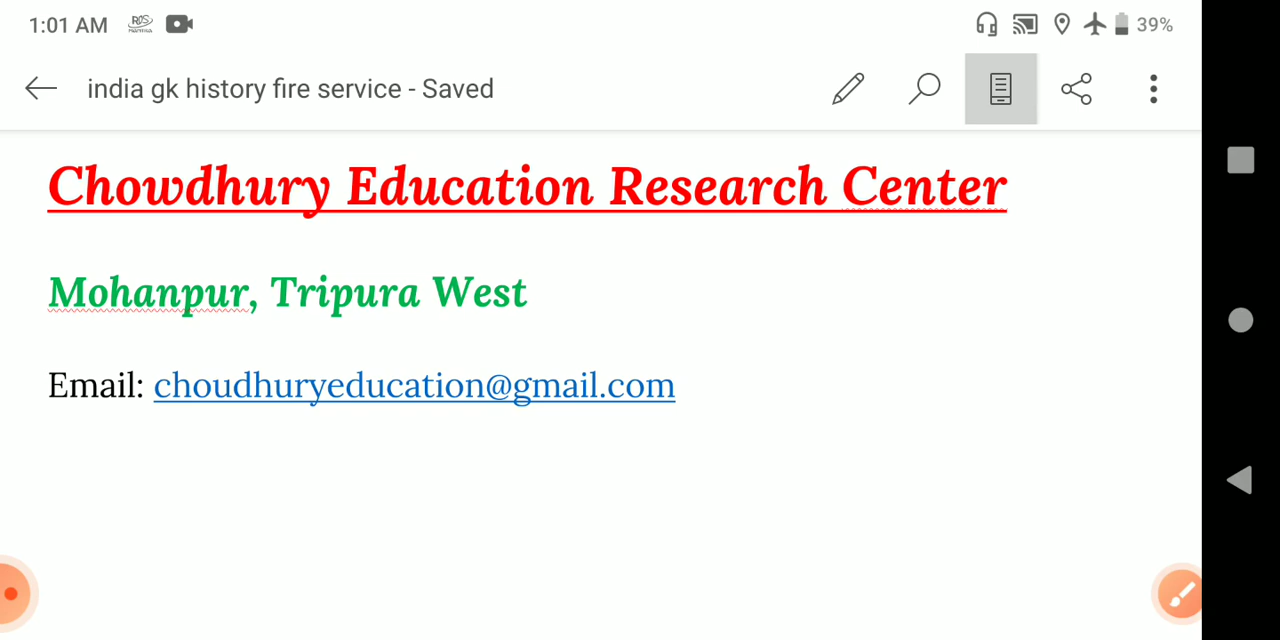 1:01 AM
39%
india gk history fire service - Saved
Chowdhury Education Research Center
Mohanpur, Tripura West
Email: choudhuryeducation@gmail.com